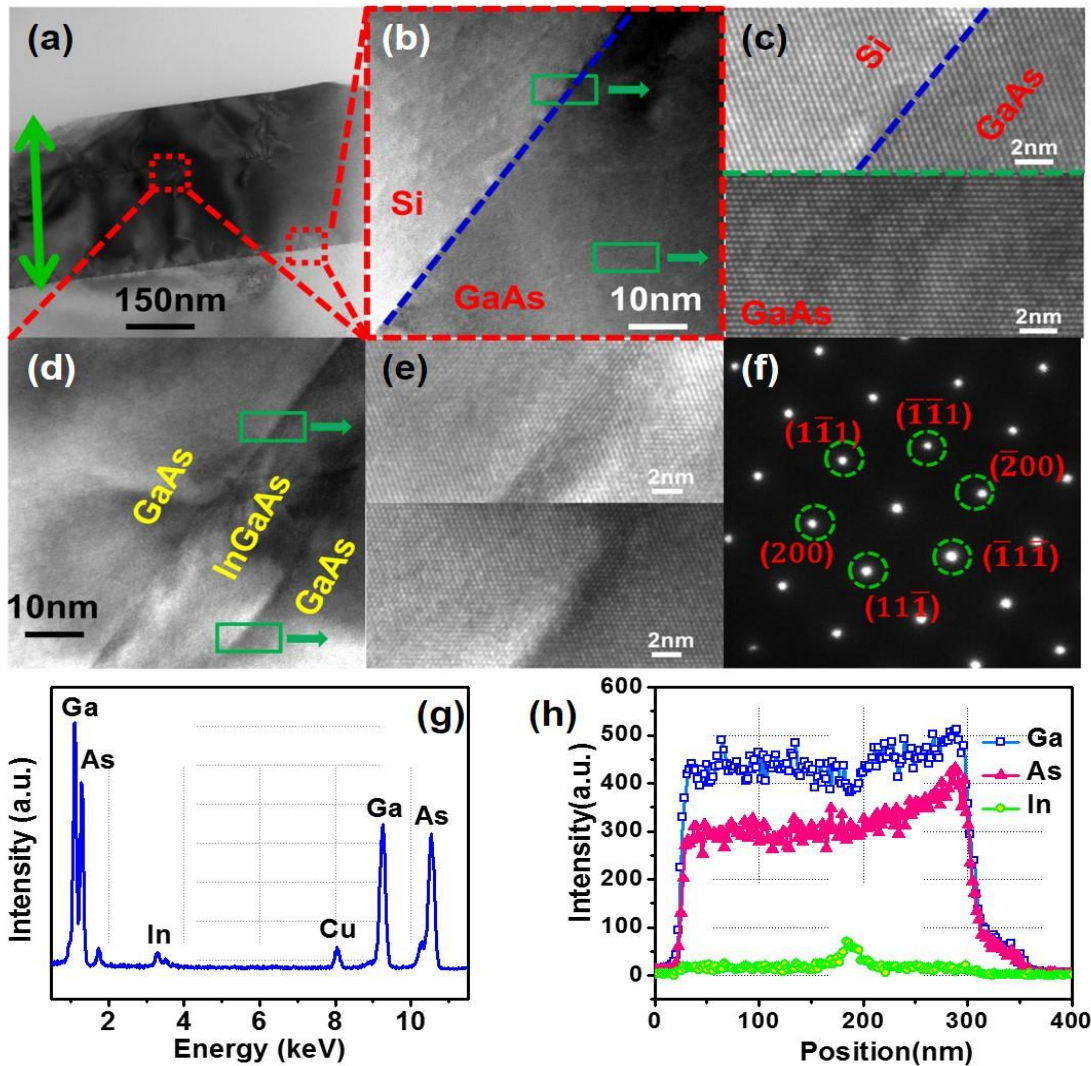 (a)
150nm
(b)
Si
GaAs
10nm
(c)
Si
GaAs
2nm
GaAs
2nm
(d)
GaAs
InGaAs
GaAs
10nm
(e)
2nm
2nm
(f)
(11̅1)
(1̅1̅1)
(2̅00)
(200)
(1̅11̅)
(111̅)
(g)
Ga
As
In
Cu
Ga
As
Intensity (a.u.)
2 4 6 8 10
Energy (keV)
(h)
Ga
As
In
600
500
400
300
200
100
0
Intensity(a.u.)
0 100 200 300 400
Position(nm)